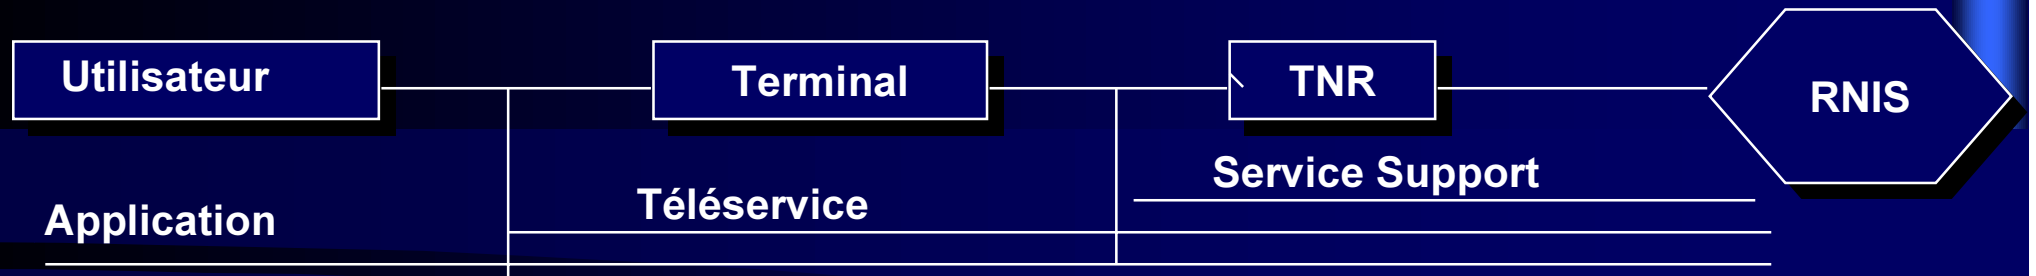 Utilisateur
Terminal
TNR
RNIS
Service Support
Téléservice
Application